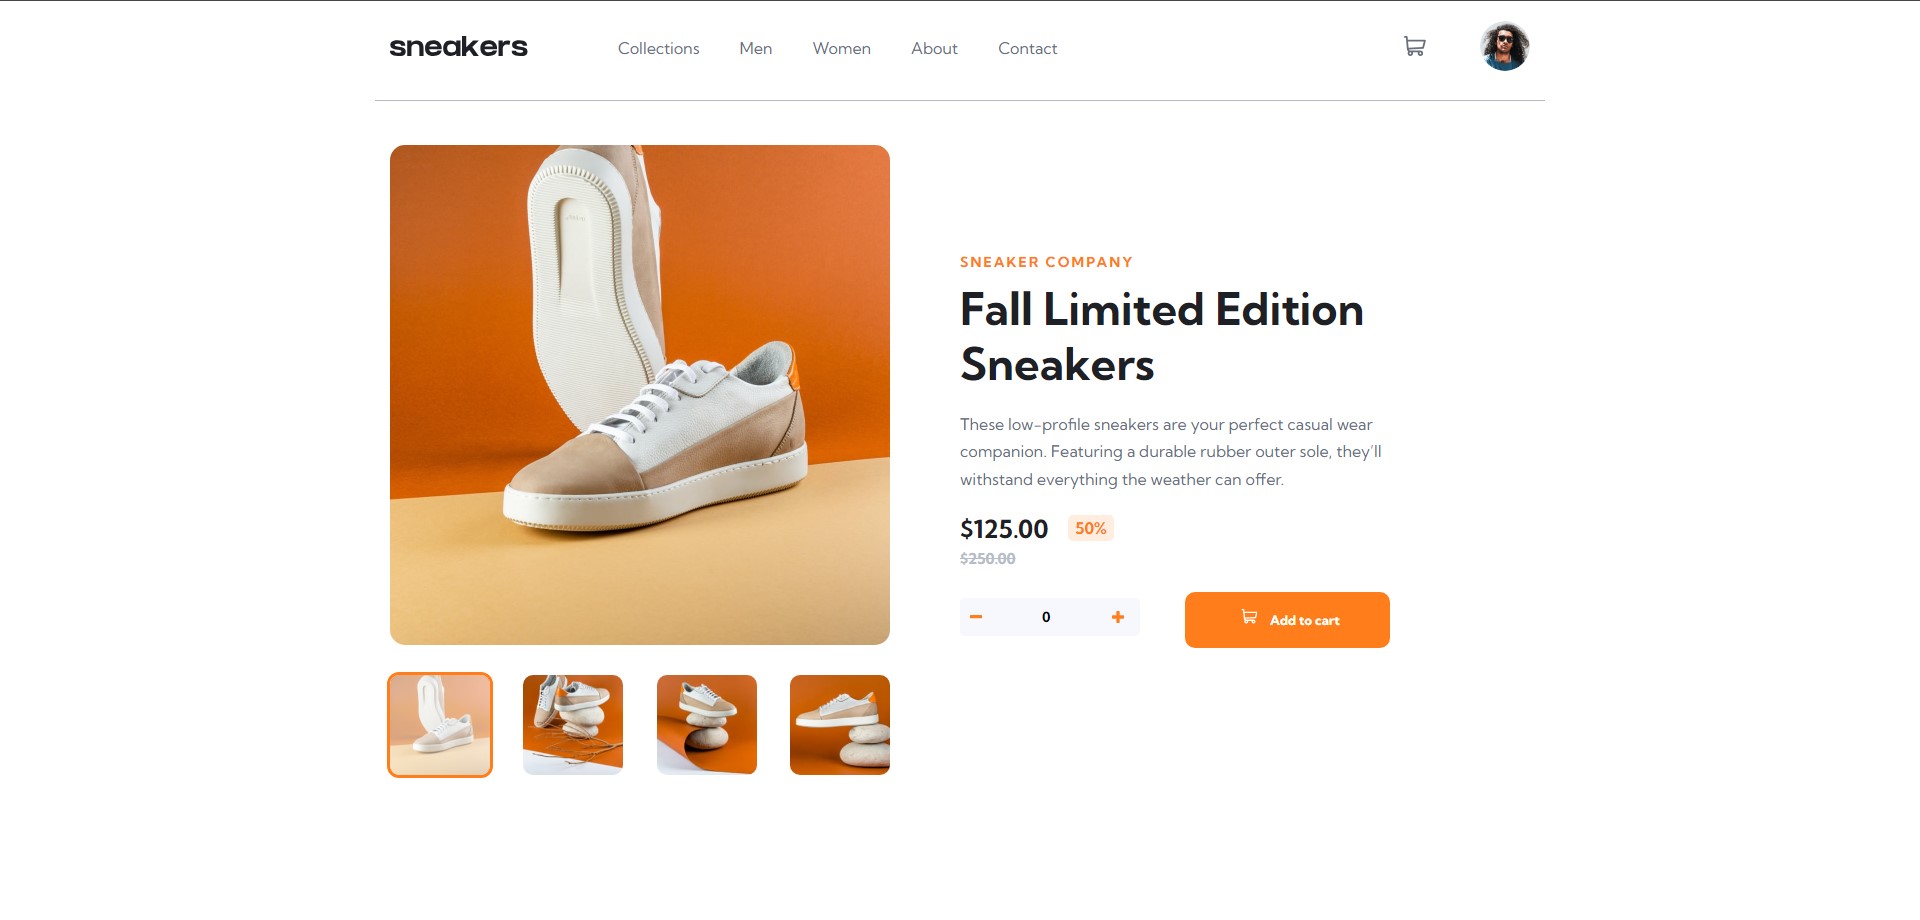 sneakers
Collections
Men
Women
About
Contact
SNEAKER COMPANY
Fall Limited Edition
Sneakers
These low-profile sneakers are your perfect casual wear
companion. Featuring a durable rubber outer sole, they'll
withstand everything the weather can offer.
$125.00
50%
$250.00
0
Add to cart